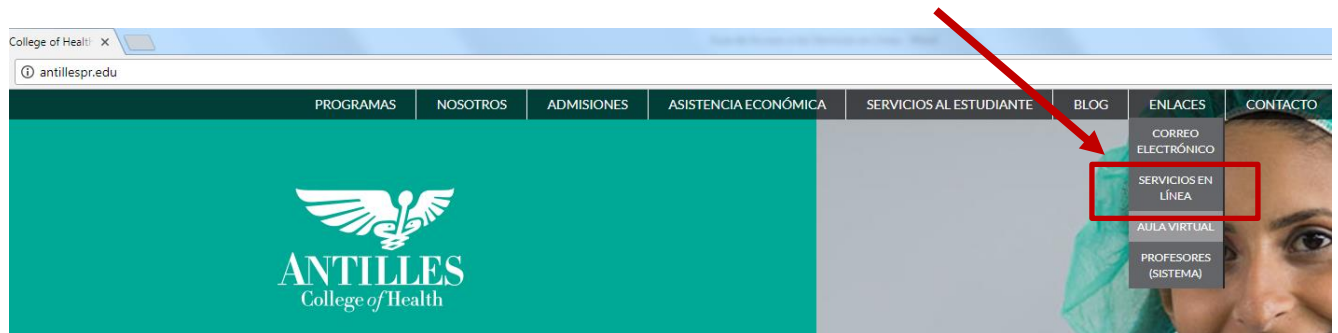 College of Healt
antillespr.edu
PROGRAMAS NOSOTROS ADMISIONES ASISTENCIA ECONÓMICA SERVICIOS AL ESTUDIANTE BLOG ENLACES CONTACTO
CORREO
ELECTRÓNICO
SERVICIOS EN
LÍNEA
AULA VIRTUAL
PROFESORES
(SISTEMA)
ANTILLES
College of Health